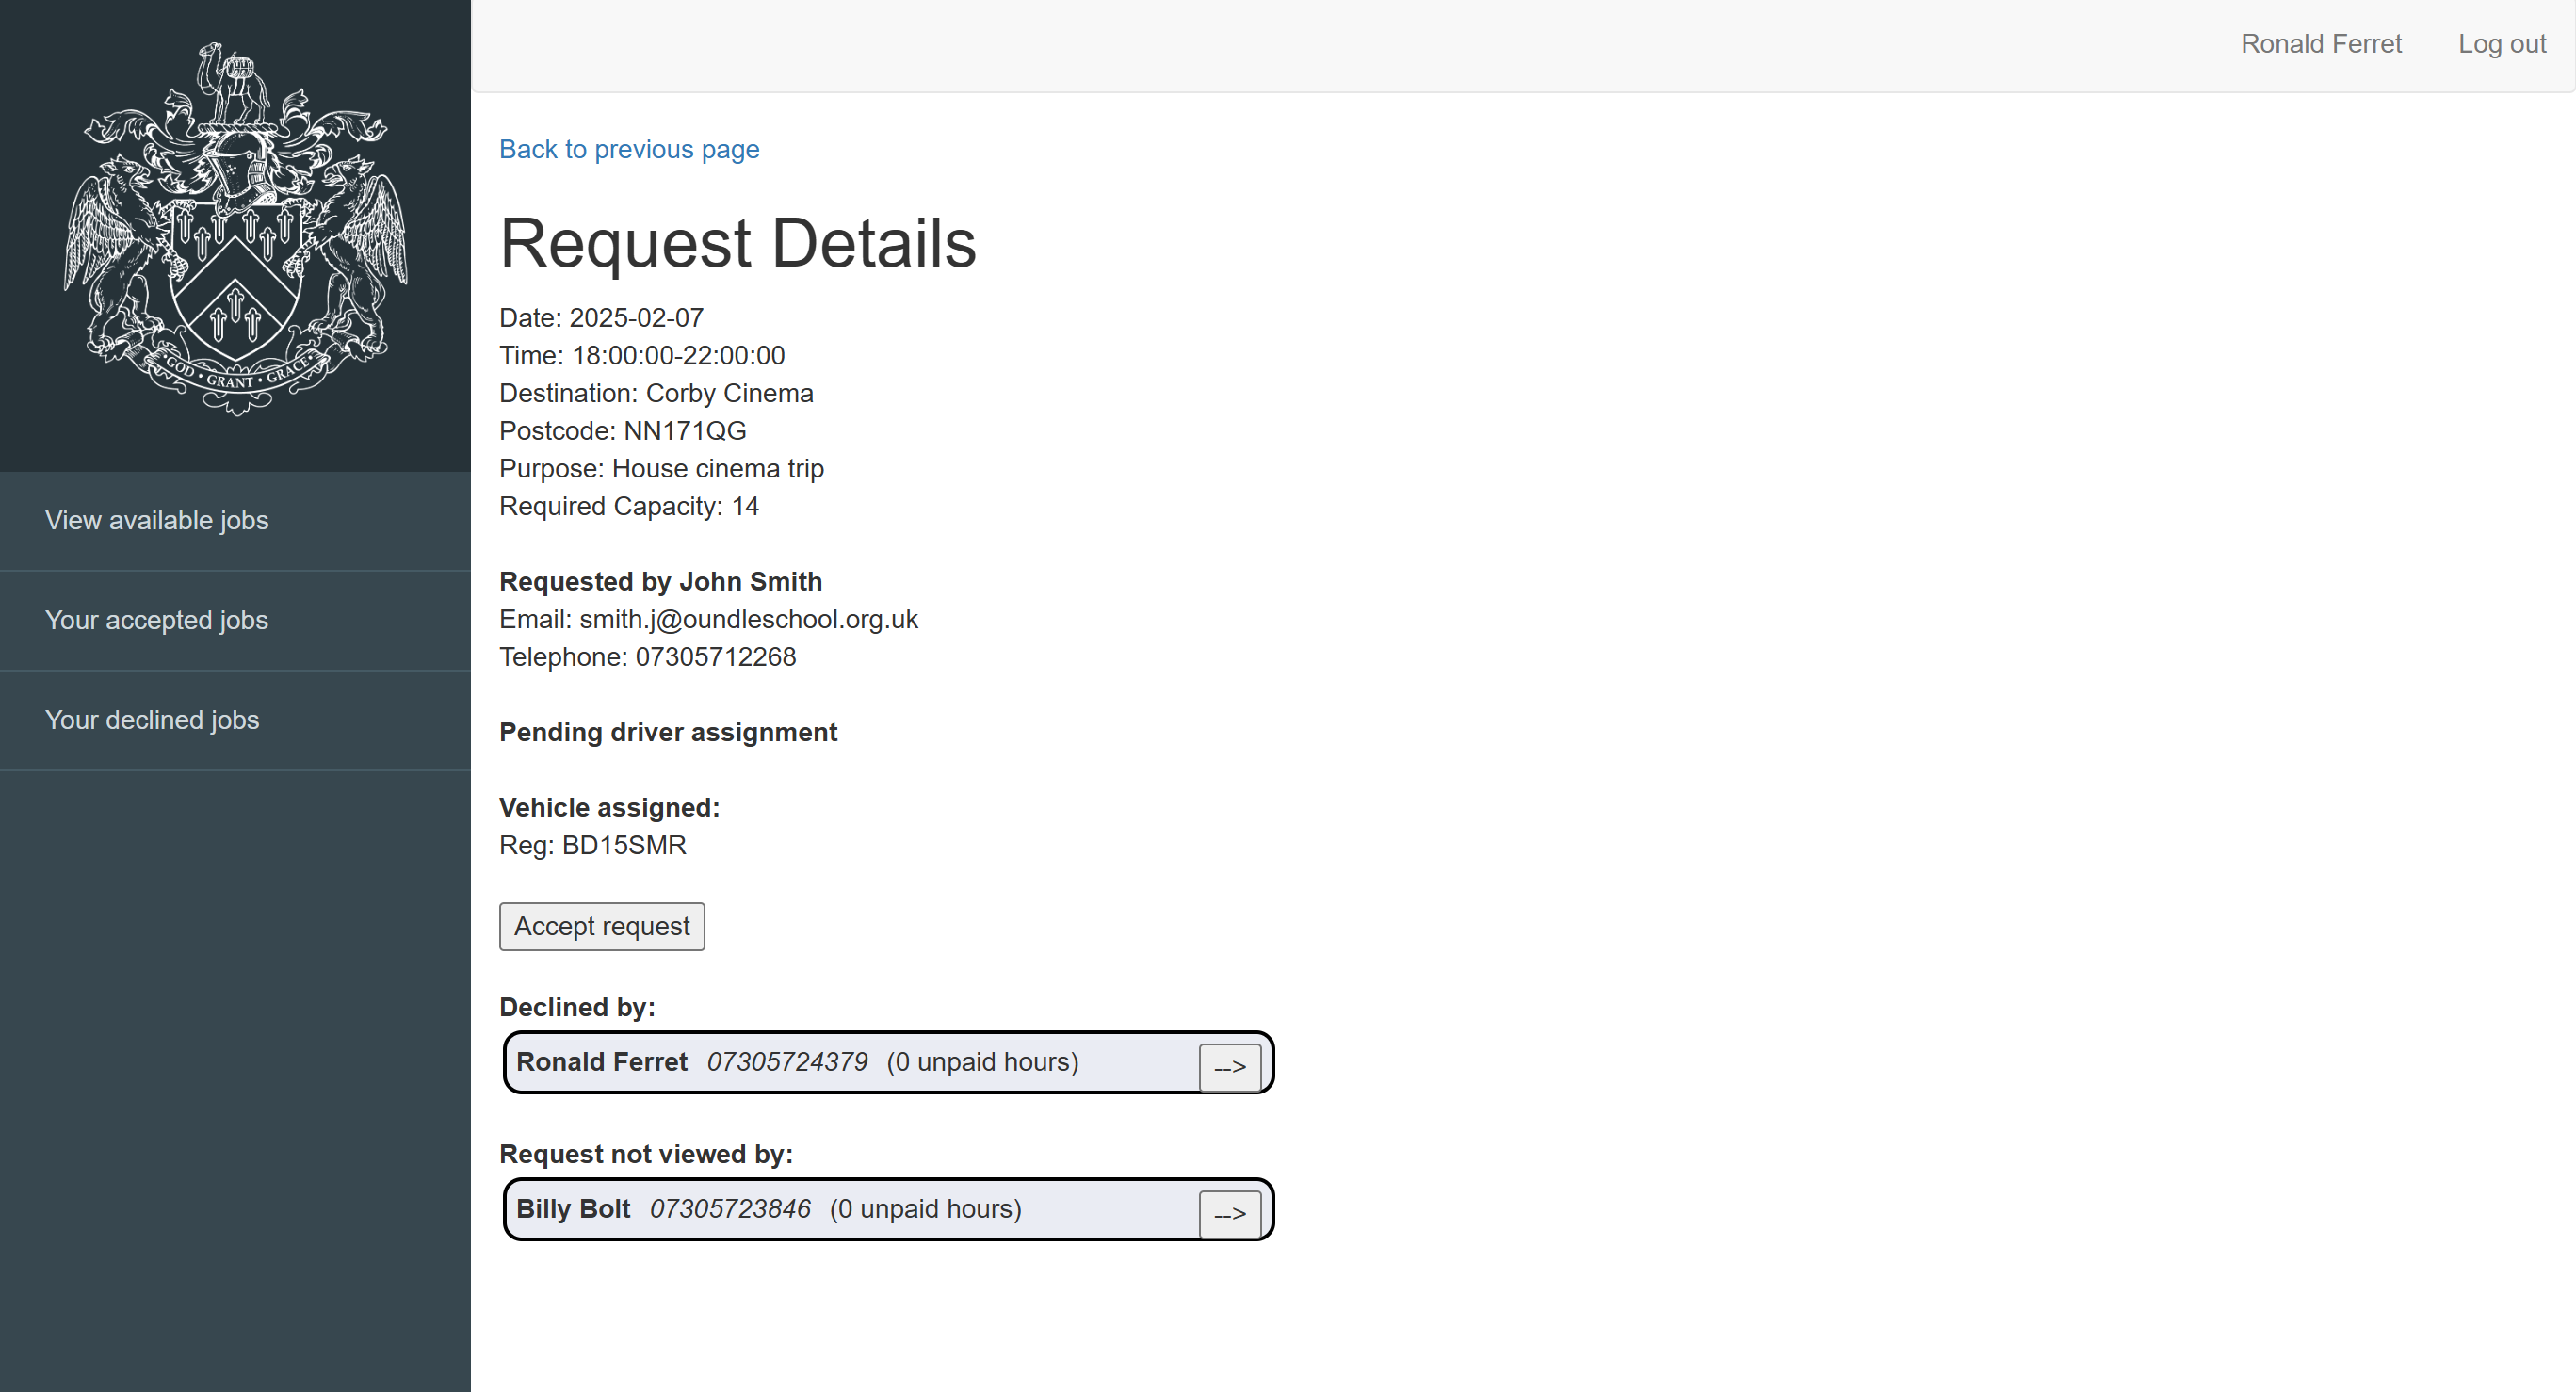 GOD • GRANT • GRACE
Ronald Ferret Log out
Back to previous page
Request Details
Date: 2025-02-07
Time: 18:00:00-22:00:00
Destination: Corby Cinema
Postcode: NN171QG
Purpose: House cinema trip
Required Capacity: 14
Requested by John Smith
Email: smith.j@oundleschool.org.uk
Telephone: 07305712268
Pending driver assignment
Vehicle assigned:
Reg: BD15SMR
Accept request
Declined by:
Ronald Ferret 07305724379 (0 unpaid hours) -->
Request not viewed by:
Billy Bolt 07305723846 (0 unpaid hours) -->
View available jobs
Your accepted jobs
Your declined jobs